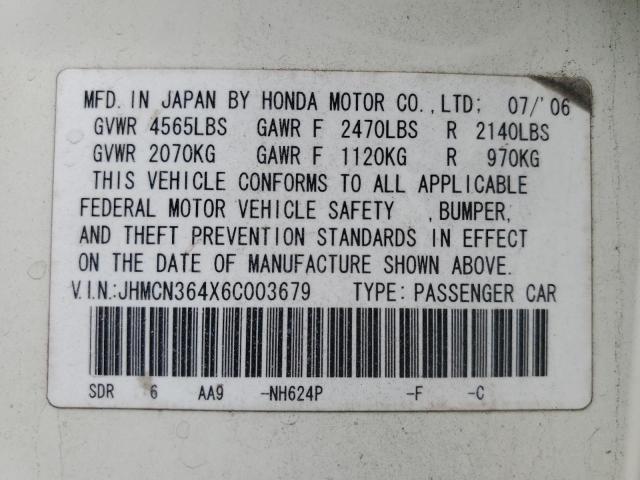 MFD. IN JAPAN BY HONDA MOTOR CO.,LTD; 07/'06
GVWR 4565LBS GAWR F 2470LBS R 2140LBS
GVWR 2070KG GAWR F 1120KG R 970KG
THIS VEHICLE CONFORMS TO ALL APPLICABLE
FEDERAL MOTOR VEHICLE SAFETY ,BUMPER,
AND THEFT PREVENTION STANDARDS IN EFFECT
ON THE DATE OF MANUFACTURE SHOWN ABOVE.
V.I.N.:JHMCN364X6C003679 TYPE: PASSENGER CAR
SDR 6 AA9 -NH624P -F -C